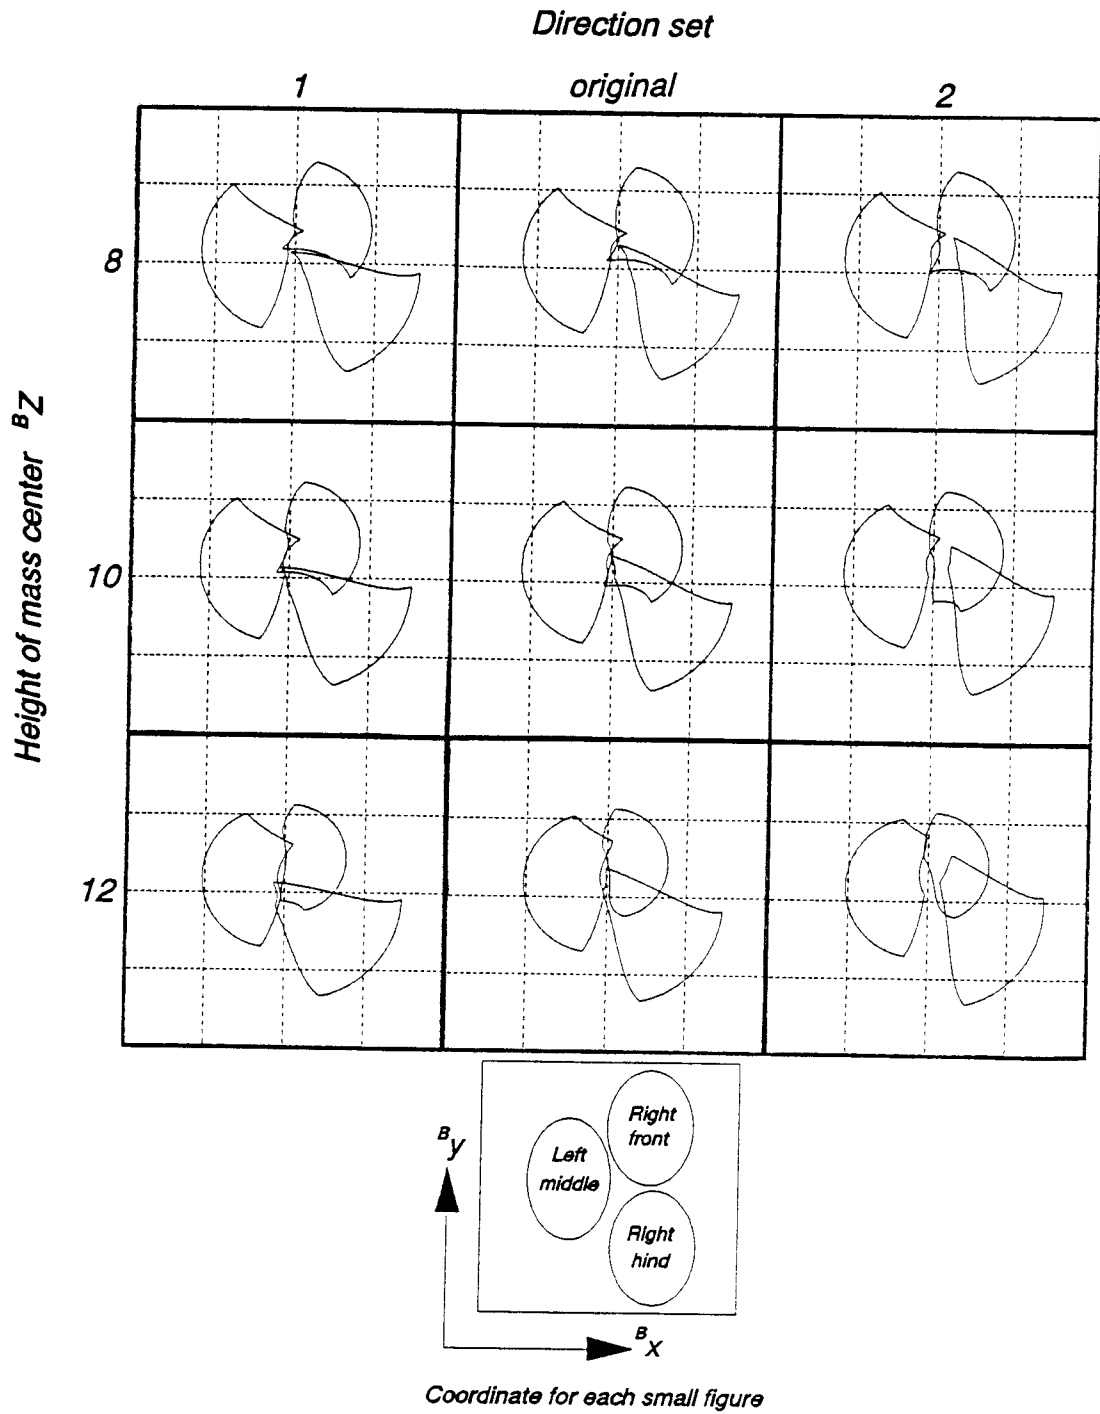 Direction set
1 original 2
Height of mass center ᴮZ
8
10
12
ᴮy
Right
front
Left
middle
Right
hind
ᴮx
Coordinate for each small figure